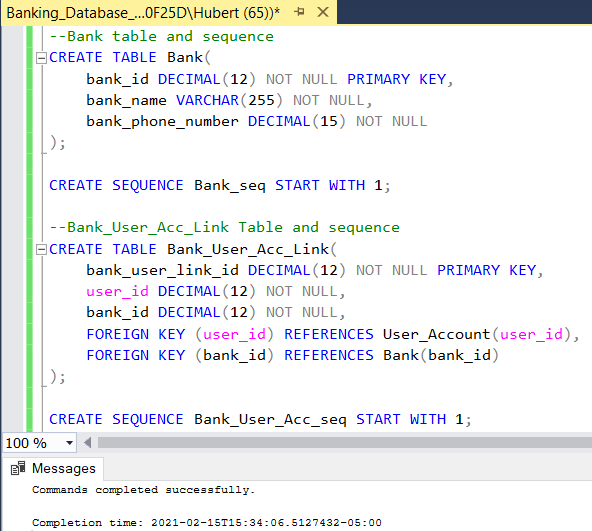 Banking_Database_...0F25D\Hubert (65))*
--Bank table and sequence
CREATE TABLE Bank(
bank_id DECIMAL(12) NOT NULL PRIMARY KEY,
bank_name VARCHAR(255) NOT NULL,
bank_phone_number DECIMAL(15) NOT NULL
);
CREATE SEQUENCE Bank_seq START WITH 1;
--Bank_User_Acc_Link Table and sequence
CREATE TABLE Bank_User_Acc_Link(
bank_user_link_id DECIMAL(12) NOT NULL PRIMARY KEY,
user_id DECIMAL(12) NOT NULL,
bank_id DECIMAL(12) NOT NULL,
FOREIGN KEY (user_id) REFERENCES User_Account(user_id),
FOREIGN KEY (bank_id) REFERENCES Bank(bank_id)
);
CREATE SEQUENCE Bank_User_Acc_seq START WITH 1;
100 %
Messages
Commands completed successfully.
Completion time: 2021-02-15T15:34:06.5127432-05:00